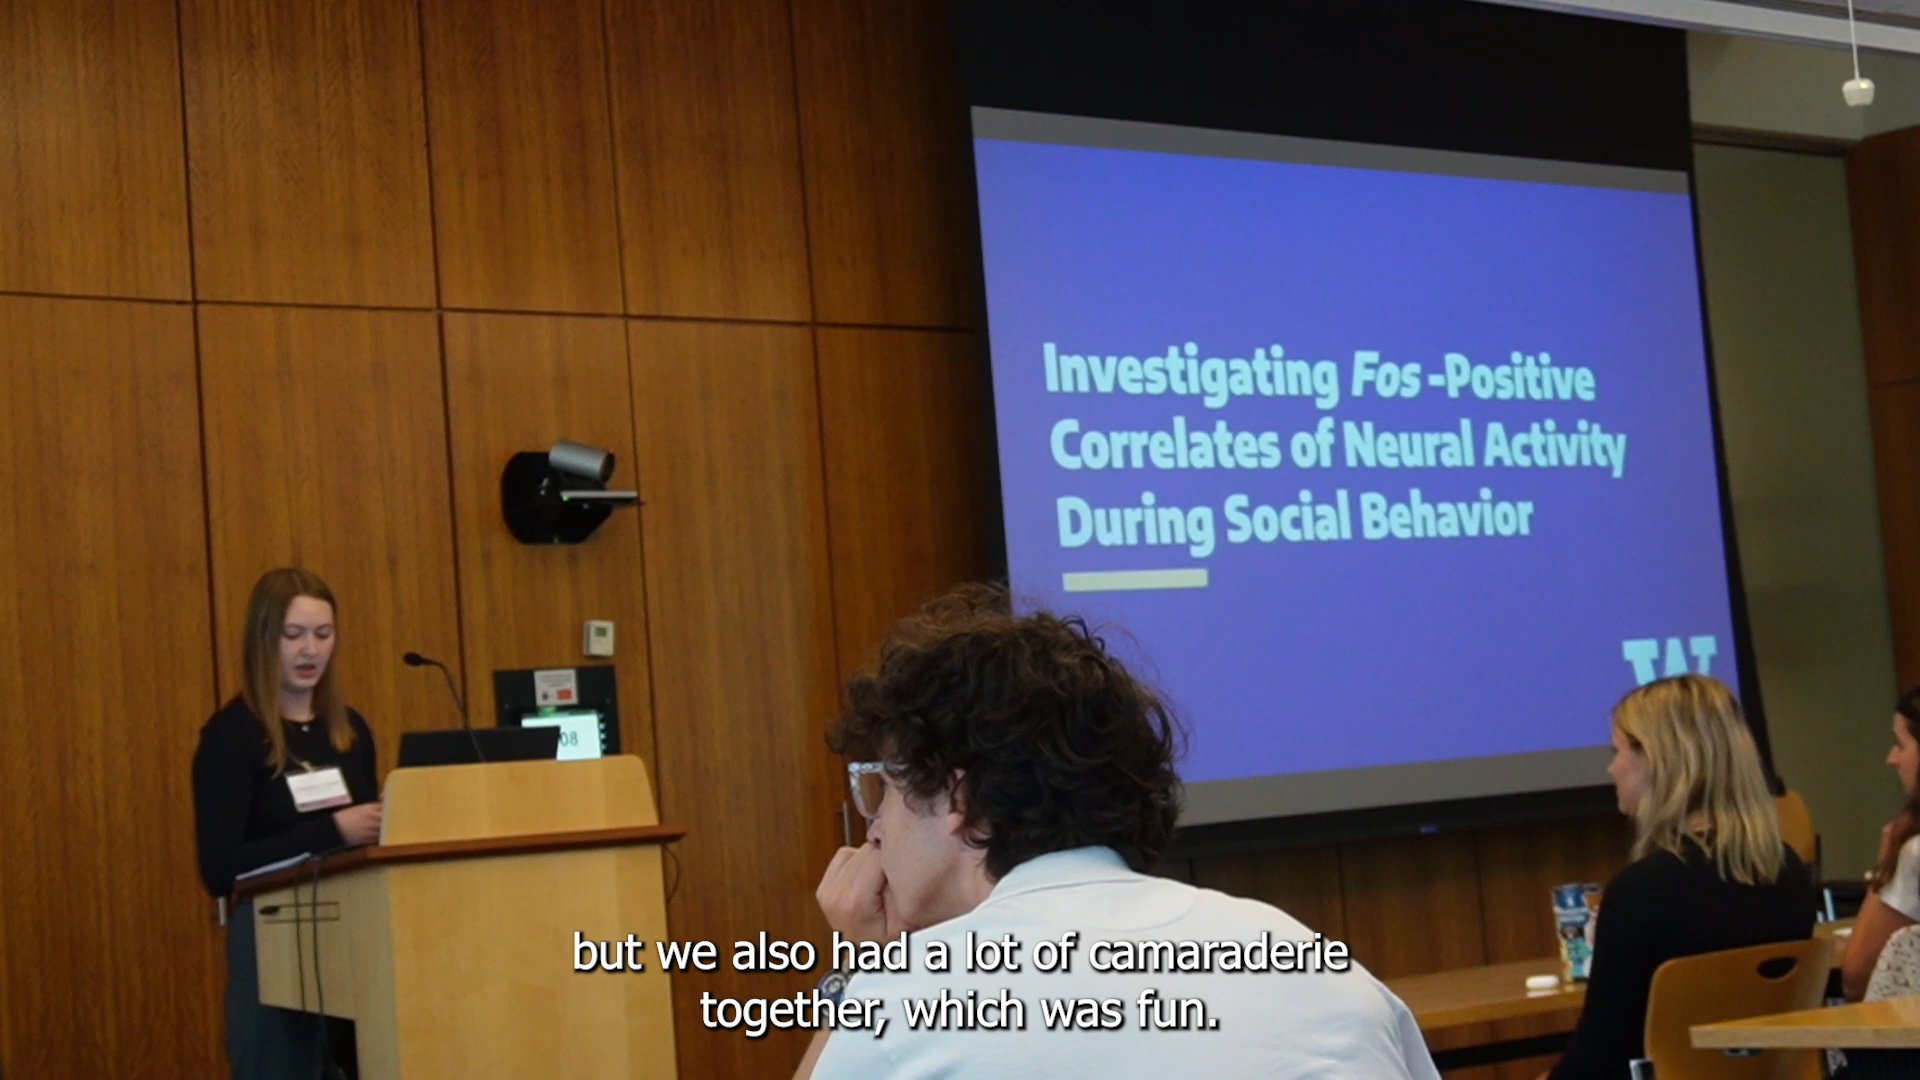 Investigating Fos-Positive
Correlates of Neural Activity
During Social Behavior
W
08
but we also had a lot of camaraderie
together, which was fun.